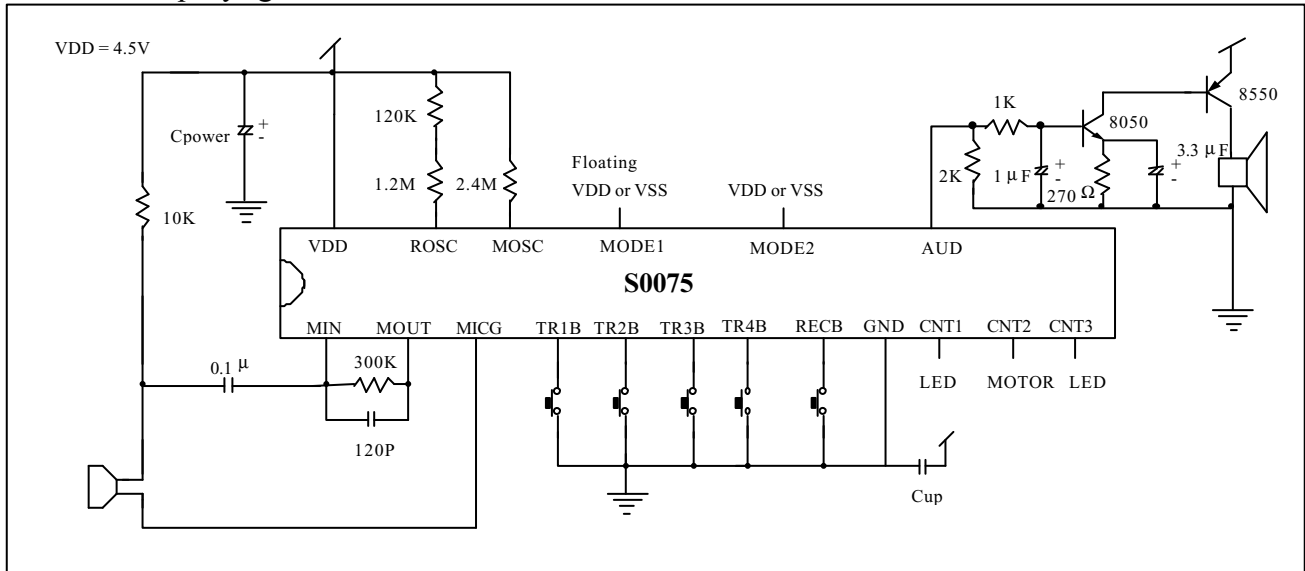 VDD = 4.5V
Cpower
+
-
120K
1.2M
2.4M
10K
Floating
VDD or VSS
VDD or VSS
1K
2K
1 µF
+
-
270 Ω
8050
3.3 µF
+
-
8550
VDD
ROSC
MOSC
MODE1
MODE2
AUD
S0075
MIN
MOUT
MICG
TR1B
TR2B
TR3B
TR4B
RECB
GND
CNT1
CNT2
CNT3
0.1 µ
300K
120P
LED
MOTOR
LED
Cup